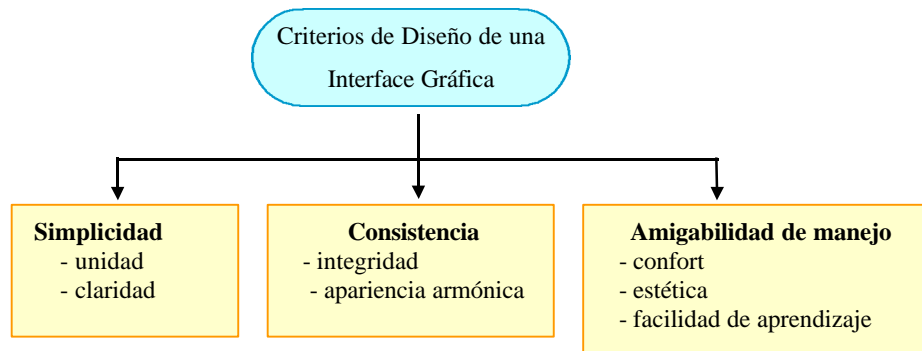 Criterios de Diseño de una
Interface Gráfica
Simplicidad
- unidad
- claridad
Consistencia
- integridad
- apariencia armónica
Amigabilidad de manejo
- confort
- estética
- facilidad de aprendizaje